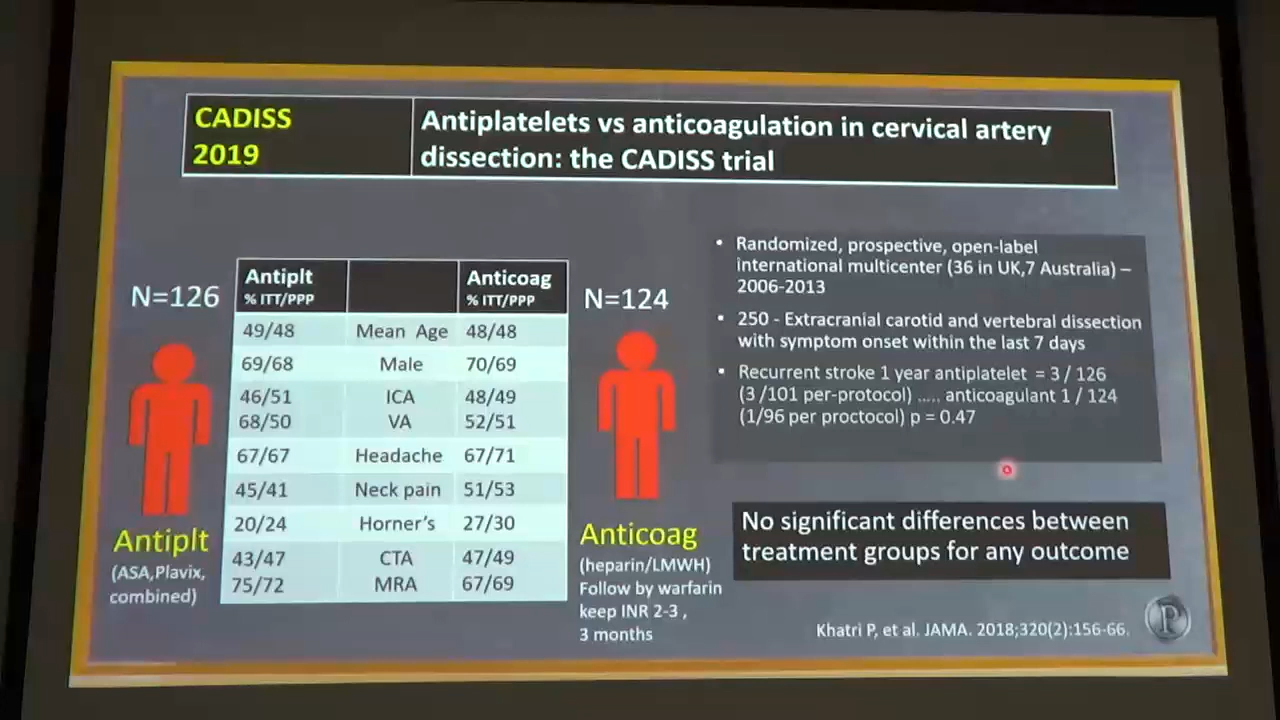 CADISS
2019
Antiplatelets vs anticoagulation in cervical artery
dissection: the CADISS trial
N=126
Antiplt
(ASA,Plavix,
combined)
Antiplt Anticoag
% ITT/PPP % ITT/PPP
49/48 Mean Age 48/48
69/68 Male 70/69
46/51 ICA 48/49
68/50 VA 52/51
67/67 Headache 67/71
45/41 Neck pain 51/53
20/24 Horner's 27/30
43/47 CTA 47/49
75/72 MRA 67/69
N=124
Anticoag
(heparin/LMWH)
Follow by warfarin
keep INR 2-3 ,
3 months
• Randomized, prospective, open-label
international multicenter (36 in UK,7 Australia) –
2006-2013
• 250 - Extracranial carotid and vertebral dissection
with symptom onset within the last 7 days
• Recurrent stroke 1 year antiplatelet = 3 / 126
(3 /101 per-protocol) ..... anticoagulant 1 / 124
(1/96 per proctocol) p = 0.47
No significant differences between
treatment groups for any outcome
Khatri P, et al. JAMA. 2018;320(2):156-66.
P